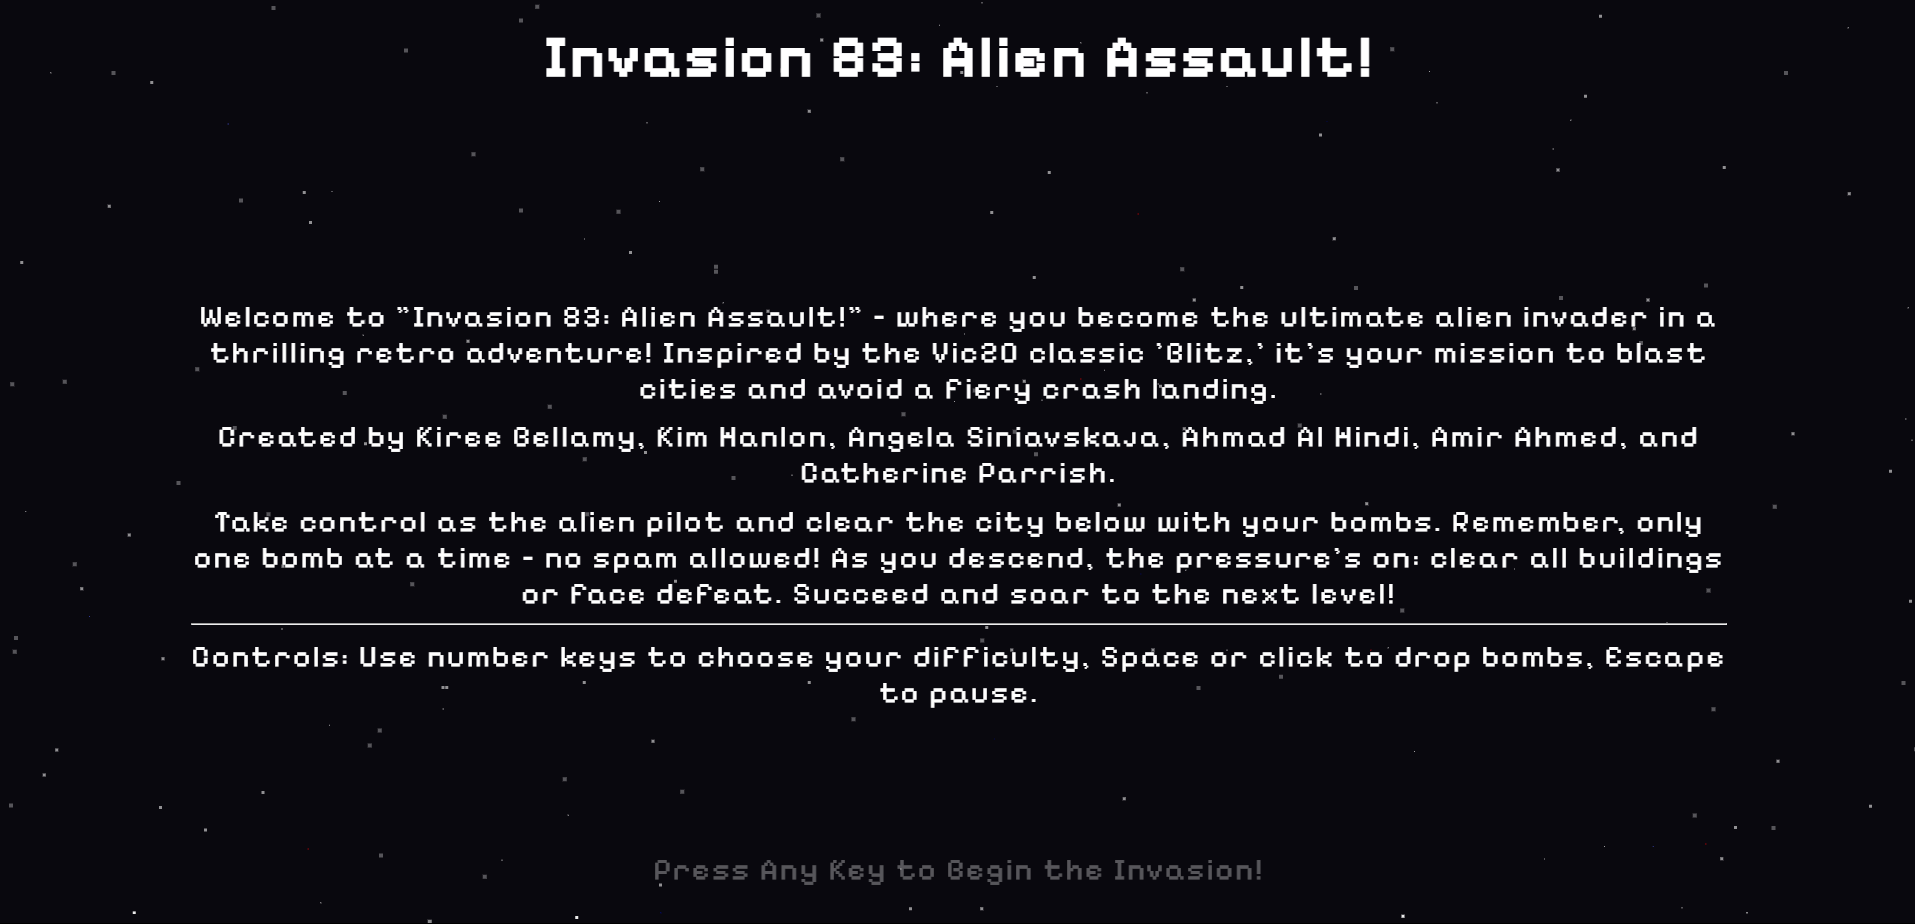 Invasion 83: Alien Assault!
Welcome to "Invasion 83: Alien Assault!" - where you become the ultimate alien invader in a
thrilling retro adventure! Inspired by the Vic20 classic 'Blitz,' it's your mission to blast
cities and avoid a fiery crash landing.
Created by Kiree Bellamy, Kim Hanlon, Angela Siniavskaja, Ahmad Al Hindi, Amir Ahmed, and
Catherine Parrish.
Take control as the alien pilot and clear the city below with your bombs. Remember, only
one bomb at a time - no spam allowed! As you descend, the pressure's on: clear all buildings
or face defeat. Succeed and soar to the next level!
Controls: Use number keys to choose your difficulty, Space or click to drop bombs, Escape
to pause.
Press Any Key to Begin the Invasion!